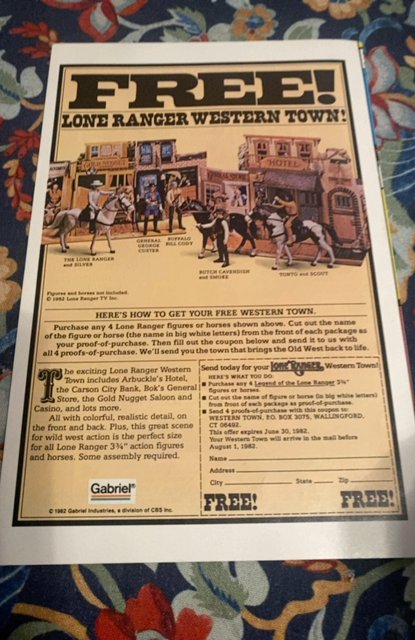 FREE!
LONE RANGER WESTERN TOWN!
HOTEL
THE LONE RANGER
and SILVER
GENERAL
GEORGE
CUSTER
BUFFALO
BILL CODY
BUTCH CAVENDISH
and SMOKE
TONTO and SCOUT
Figures and horses not included.
© 1982 Lone Ranger TV Inc.
HERE'S HOW TO GET YOUR FREE WESTERN TOWN.
Purchase any 4 Lone Ranger figures or horses shown above. Cut out the name
of the figure or horse (the name in big white letters) from the front of each package as
your proof-of-purchase. Then fill out the coupon below and send it to us with
all 4 proofs-of-purchase. We'll send you the town that brings the Old West back to life.
The exciting Lone Ranger Western
Town includes Arbuckle's Hotel,
the Carson City Bank, Bok's General
Store, the Gold Nugget Saloon and
Casino, and lots more.
All with colorful, realistic detail, on
the front and back. Plus, this great scene
for wild west action is the perfect size
for all Lone Ranger 3¾" action figures
and horses. Some assembly required.
Gabriel®
© 1982 Gabriel Industries, a division of CBS Inc.
Send today for your LONE RANGER Western Town!
HERE'S WHAT YOU DO:
■ Purchase any 4 Legend of the Lone Ranger 3¾"
figures or horses.
■ Cut out name of figure or horse (in big white letters)
from front of each package as proof-of-purchase.
■ Send 4 proofs-of-purchase with this coupon to:
WESTERN TOWN, P.O. BOX 3075, WALLINGFORD,
CT 06492.
This offer expires June 30, 1982.
Your Western Town will arrive in the mail before
August 1, 1982.
Name
Address
City State Zip
FREE! FREE!